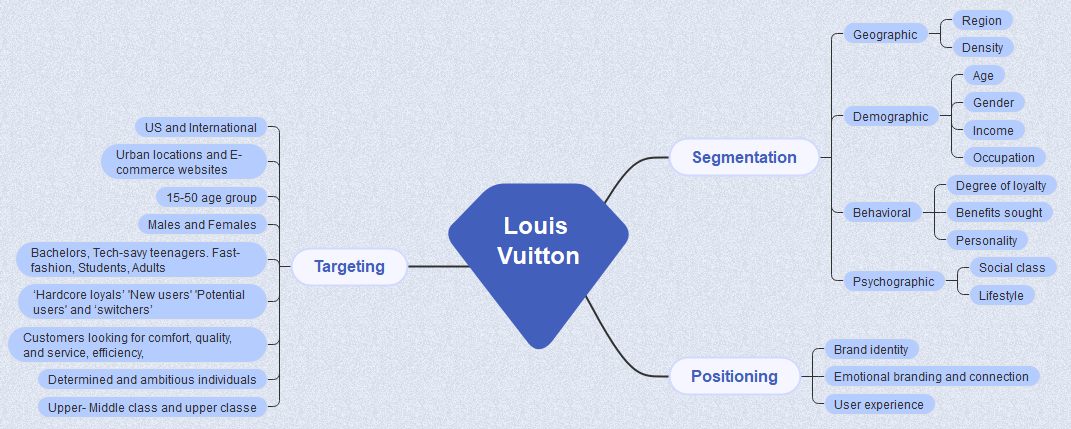 Louis
Vuitton
Segmentation
Geographic
Region
Density
Demographic
Age
Gender
Income
Occupation
Behavioral
Degree of loyalty
Benefits sought
Personality
Psychographic
Social class
Lifestyle
Positioning
Brand identity
Emotional branding and connection
User experience
Targeting
US and International
Urban locations and E-
commerce websites
15-50 age group
Males and Females
Bachelors, Tech-savy teenagers. Fast-
fashion, Students, Adults
‘Hardcore loyals’ 'New users' 'Potential
users' and ‘switchers’
Customers looking for comfort, quality,
and service, efficiency,
Determined and ambitious individuals
Upper- Middle class and upper classe